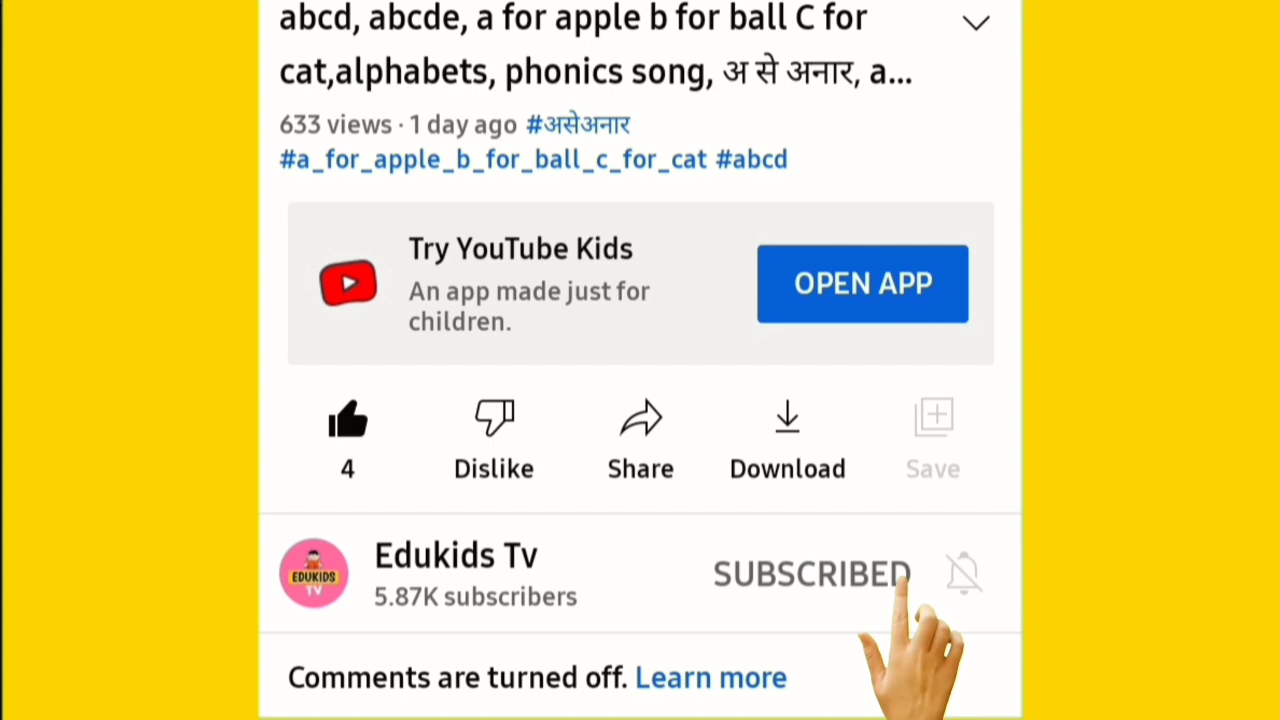 abcd, abcde, a for apple b for ball C for
cat,alphabets, phonics song, अ से अनार, a...
633 views · 1 day ago #असेअनार
#a_for_apple_b_for_ball_c_for_cat #abcd
Try YouTube Kids
An app made just for
children.
OPEN APP
4
Dislike
Share
Download
Save
EDUKIDS
TV
Edukids Tv
5.87K subscribers
SUBSCRIBED
Comments are turned off. Learn more